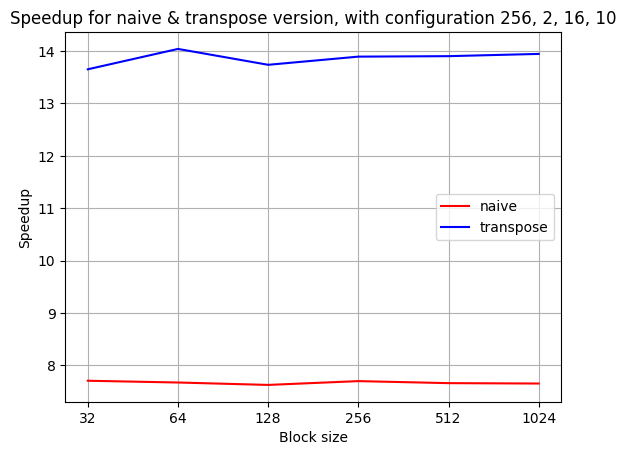 Speedup for naive & transpose version, with configuration 256, 2, 16, 10
14
13
12
11
10
9
8
Speedup
naive
transpose
32 64 128 256 512 1024
Block size